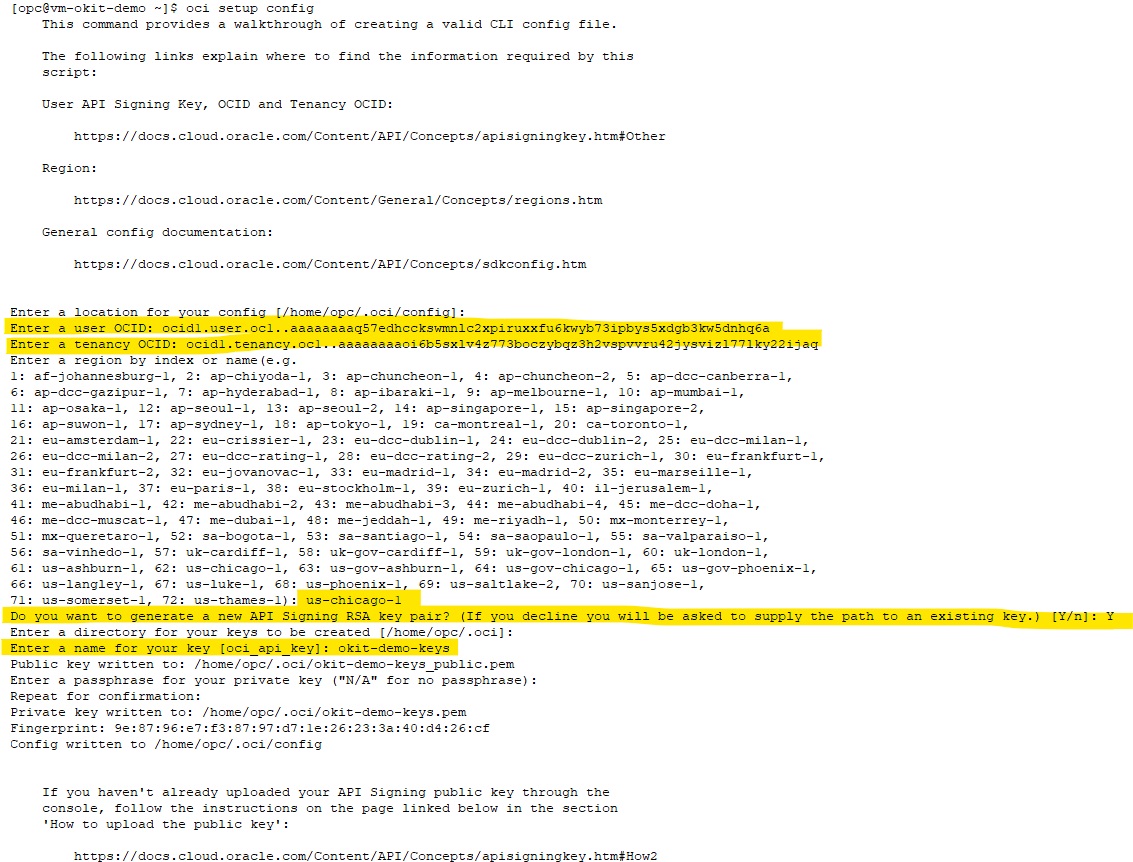 [opc@vm-okit-demo ~]$ oci setup config
This command provides a walkthrough of creating a valid CLI config file.
The following links explain where to find the information required by this
script:
User API Signing Key, OCID and Tenancy OCID:
https://docs.cloud.oracle.com/Content/API/Concepts/apisigningkey.htm#Other
Region:
https://docs.cloud.oracle.com/Content/General/Concepts/regions.htm
General config documentation:
https://docs.cloud.oracle.com/Content/API/Concepts/sdkconfig.htm
Enter a location for your config [/home/opc/.oci/config]:
Enter a user OCID: ocid1.user.oc1..aaaaaaaaq57edhcckswmnlc2xpiruxxfu6kwyb73ipbys5xdgb3kw5dnhq6a
Enter a tenancy OCID: ocid1.tenancy.oc1..aaaaaaaaoi6b5sxlv4z773boczybqz3h2vspvvru42jysvizl77lky22ijaq
Enter a region by index or name(e.g.
1: af-johannesburg-1, 2: ap-chiyoda-1, 3: ap-chuncheon-1, 4: ap-chuncheon-2, 5: ap-dcc-canberra-1,
6: ap-dcc-gazipur-1, 7: ap-hyderabad-1, 8: ap-ibaraki-1, 9: ap-melbourne-1, 10: ap-mumbai-1,
11: ap-osaka-1, 12: ap-seoul-1, 13: ap-seoul-2, 14: ap-singapore-1, 15: ap-singapore-2,
16: ap-suwon-1, 17: ap-sydney-1, 18: ap-tokyo-1, 19: ca-montreal-1, 20: ca-toronto-1,
21: eu-amsterdam-1, 22: eu-crissier-1, 23: eu-dcc-dublin-1, 24: eu-dcc-dublin-2, 25: eu-dcc-milan-1,
26: eu-dcc-milan-2, 27: eu-dcc-rating-1, 28: eu-dcc-rating-2, 29: eu-dcc-zurich-1, 30: eu-frankfurt-1,
31: eu-frankfurt-2, 32: eu-jovanovac-1, 33: eu-madrid-1, 34: eu-madrid-2, 35: eu-marseille-1,
36: eu-milan-1, 37: eu-paris-1, 38: eu-stockholm-1, 39: eu-zurich-1, 40: il-jerusalem-1,
41: me-abudhabi-1, 42: me-abudhabi-2, 43: me-abudhabi-3, 44: me-abudhabi-4, 45: me-dcc-doha-1,
46: me-dcc-muscat-1, 47: me-dubai-1, 48: me-jeddah-1, 49: me-riyadh-1, 50: mx-monterrey-1,
51: mx-queretaro-1, 52: sa-bogota-1, 53: sa-santiago-1, 54: sa-saopaulo-1, 55: sa-valparaiso-1,
56: sa-vinhedo-1, 57: uk-cardiff-1, 58: uk-gov-cardiff-1, 59: uk-gov-london-1, 60: uk-london-1,
61: us-ashburn-1, 62: us-chicago-1, 63: us-gov-ashburn-1, 64: us-gov-chicago-1, 65: us-gov-phoenix-1,
66: us-langley-1, 67: us-luke-1, 68: us-phoenix-1, 69: us-saltlake-2, 70: us-sanjose-1,
71: us-somerset-1, 72: us-thames-1): us-chicago-1
Do you want to generate a new API Signing RSA key pair? (If you decline you will be asked to supply the path to an existing key.) [Y/n]: Y
Enter a directory for your keys to be created [/home/opc/.oci]:
Enter a name for your key [oci_api_key]: okit-demo-keys
Public key written to: /home/opc/.oci/okit-demo-keys_public.pem
Enter a passphrase for your private key ("N/A" for no passphrase):
Repeat for confirmation:
Private key written to: /home/opc/.oci/okit-demo-keys.pem
Fingerprint: 9e:87:96:e7:f3:87:97:d7:1e:26:23:3a:40:d4:26:cf
Config written to /home/opc/.oci/config
If you haven't already uploaded your API Signing public key through the
console, follow the instructions on the page linked below in the section
'How to upload the public key':
https://docs.cloud.oracle.com/Content/API/Concepts/apisigningkey.htm#How2